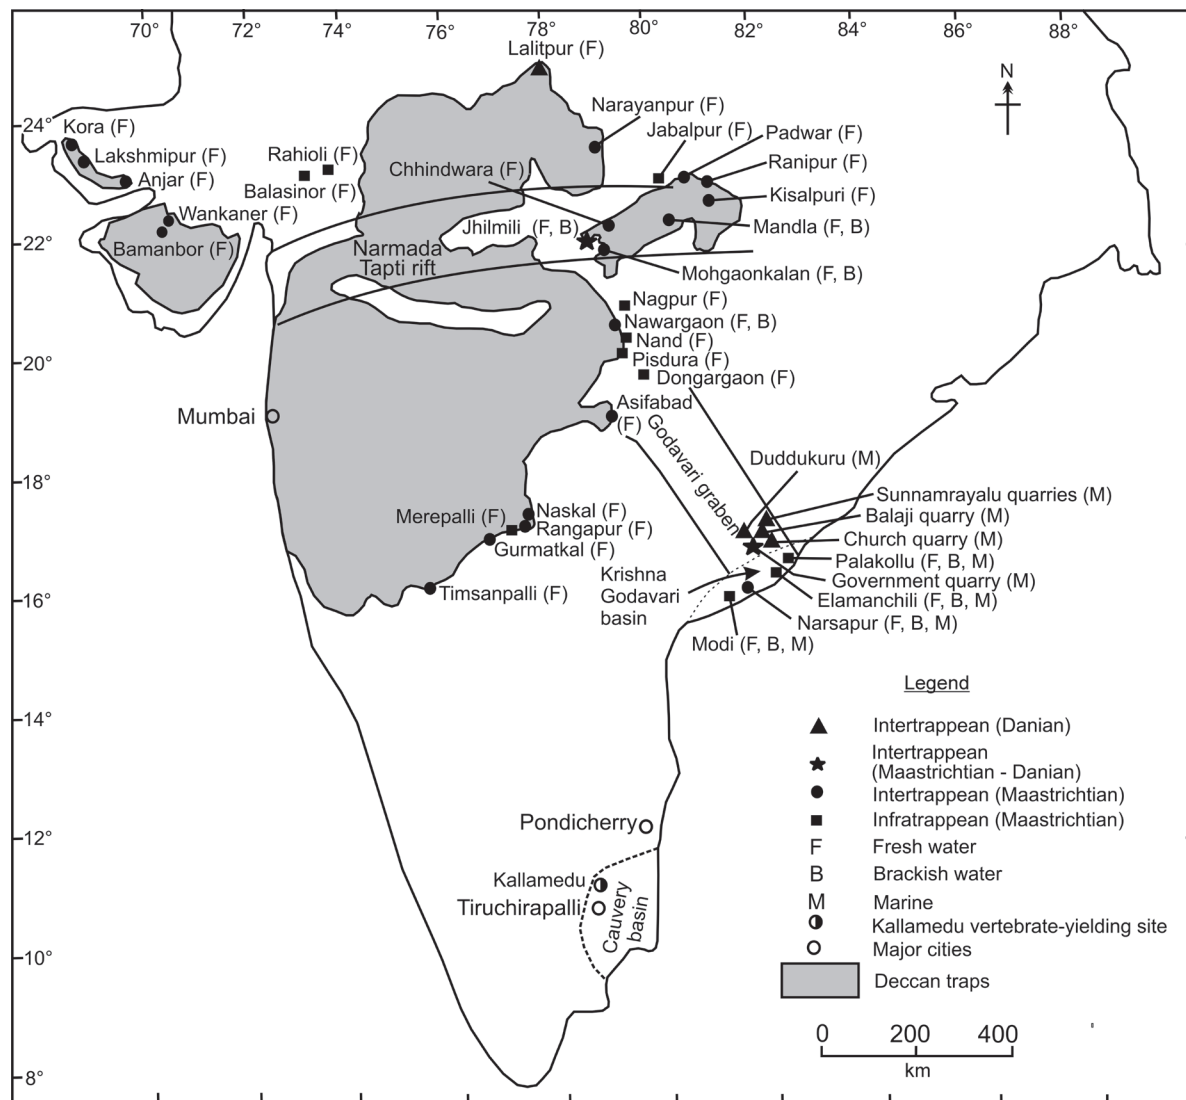 70° 72° 74° 76° 78° 80° 82° 84° 86° 88°
Lalitpur (F)
N
Narayanpur (F)
24°
Kora (F)
Jabalpur (F)
Padwar (F)
Lakshmipur (F)
Rahioli (F)
Chhindwara (F)
Ranipur (F)
Anjar (F)
Balasinor (F)
Kisalpuri (F)
Wankaner (F)
Jhilmili (F, B)
Mandla (F, B)
22°
Bamanbor (F)
Narmada
Tapti rift
Mohgaonkalan (F, B)
Nagpur (F)
Nawargaon (F, B)
Nand (F)
20°
Pisdura (F)
Dongargaon (F)
Mumbai
Asifabad
(F)
Godavari graben
Duddukuru (M)
18°
Sunnamrayalu quarries (M)
Merepalli (F)
Naskal (F)
Balaji quarry (M)
Rangapur (F)
Church quarry (M)
Gurmatkal (F)
Palakollu (F, B, M)
Krishna
Godavari
basin
Government quarry (M)
16°
Timsanpalli (F)
Elamanchili (F, B, M)
Narsapur (F, B, M)
Modi (F, B, M)
Legend
14°
Intertrappean (Danian)
Intertrappean
(Maastrichtian - Danian)
Intertrappean (Maastrichtian)
Pondicherry
Infratrappean (Maastrichtian)
12°
F Fresh water
B Brackish water
Kallamedu
M Marine
Tiruchirapalli
Cauvery
basin
Kallamedu vertebrate-yielding site
Major cities
10°
Deccan traps
0 200 400
km
8°